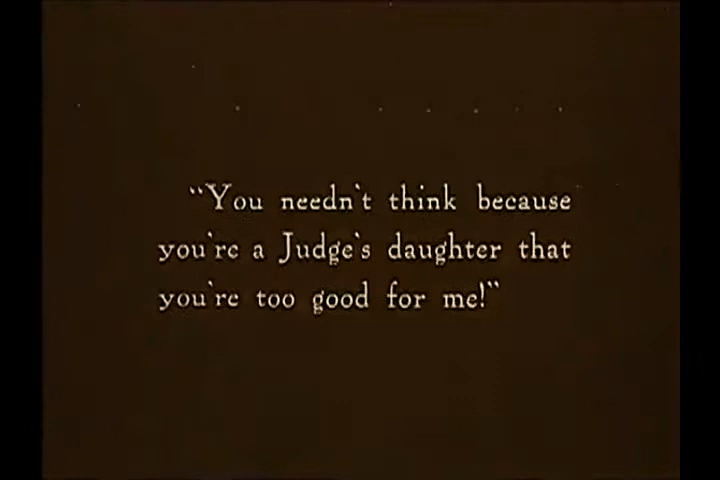 “You needn't think because
you're a Judge's daughter that
you're too good for me!”